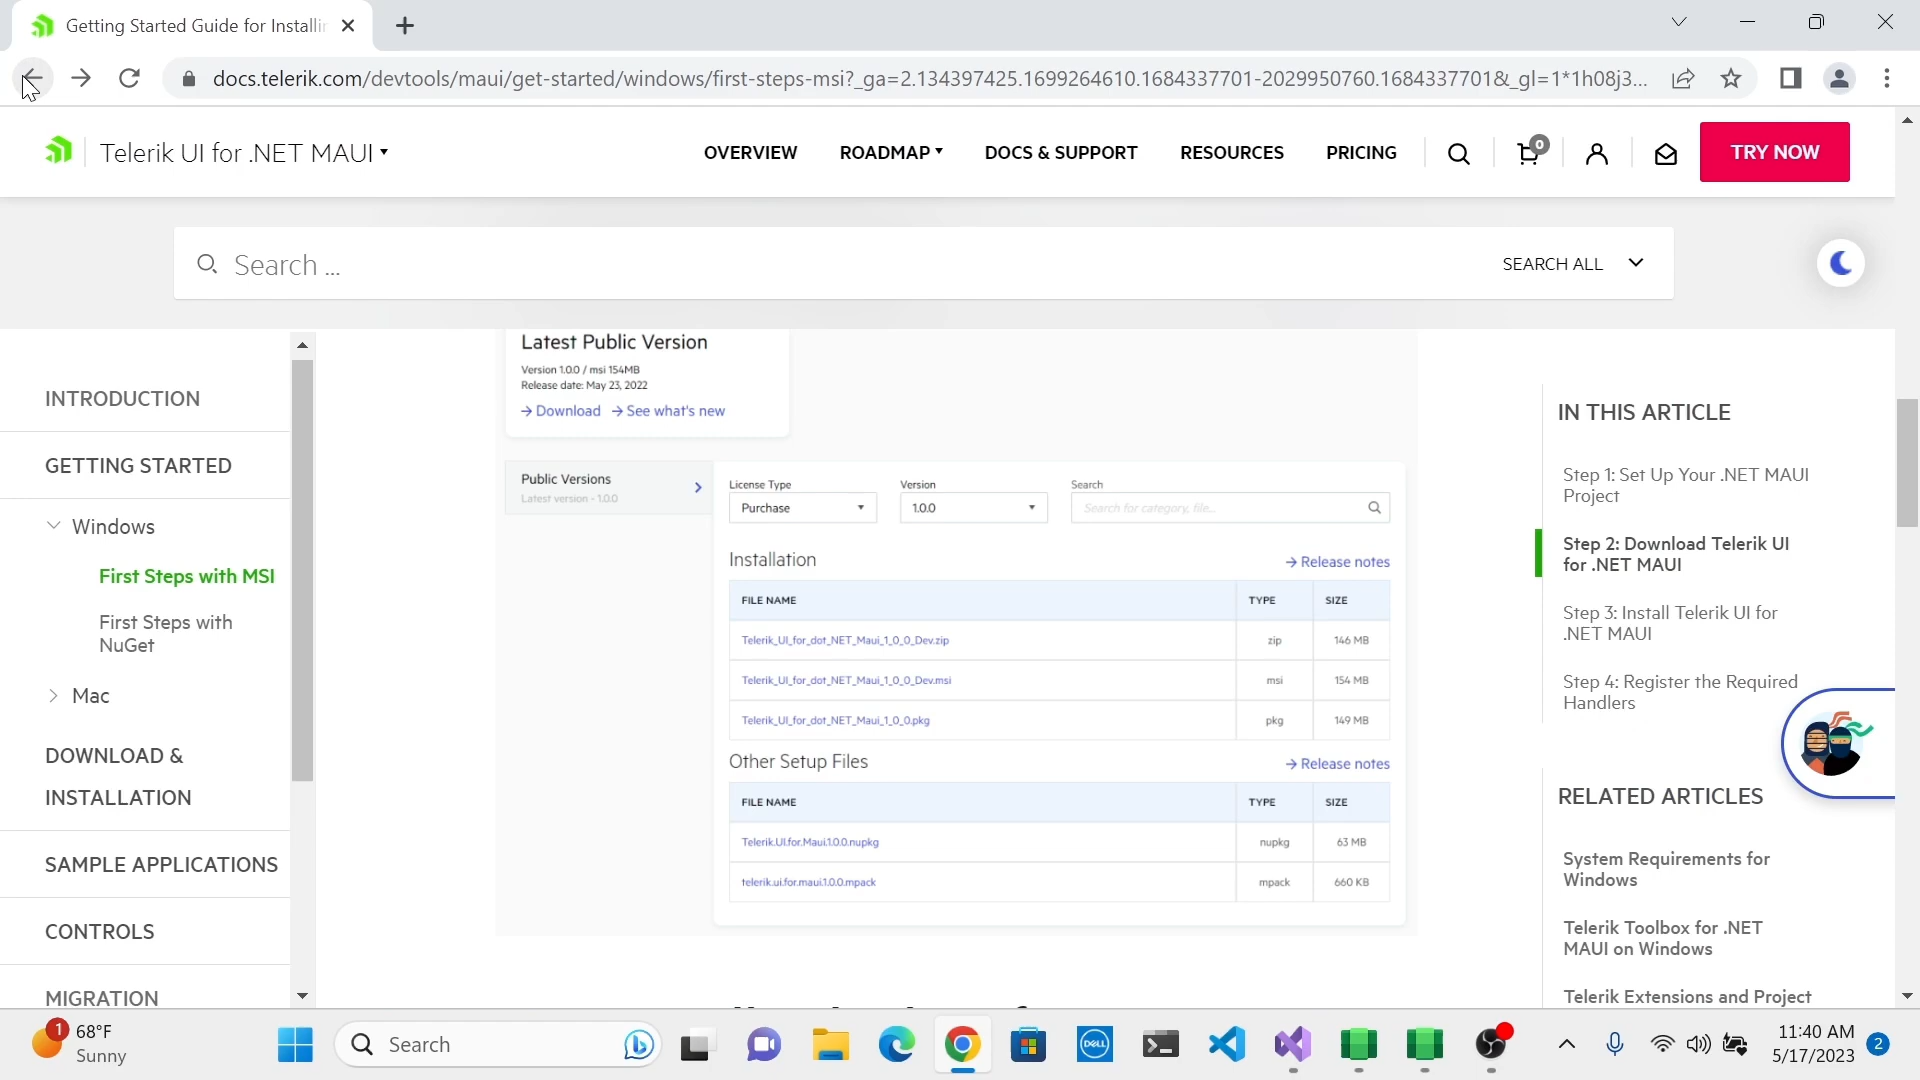 Getting Started Guide for Installin
docs.telerik.com/devtools/maui/get-started/windows/first-steps-msi?_ga=2.134397425.1699264610.1684337701-2029950760.1684337701&_gl=1*1h08j3...
Telerik UI for .NET MAUI
OVERVIEW
ROADMAP
DOCS & SUPPORT
RESOURCES
PRICING
0
TRY NOW
Search ...
SEARCH ALL
INTRODUCTION
GETTING STARTED
Windows
First Steps with MSI
First Steps with
NuGet
Mac
DOWNLOAD &
INSTALLATION
SAMPLE APPLICATIONS
CONTROLS
MIGRATION
Latest Public Version
Version 1.0.0 / msi 154MB
Release date: May 23, 2022
Download
See what's new
Public Versions
Latest version - 1.0.0
License Type
Purchase
Version
1.0.0
Search
Search for category, file...
Installation
Release notes
FILE NAME TYPE SIZE
Telerik_UI_for_dot_NET_Maui_1_0_0_Dev.zip zip 146 MB
Telerik_UI_for_dot_NET_Maui_1_0_0_Dev.msi msi 154 MB
Telerik_UI_for_dot_NET_Maui_1_0_0.pkg pkg 149 MB
Other Setup Files
Release notes
FILE NAME TYPE SIZE
Telerik.UI.for.Maui.1.0.0.nupkg nupkg 63 MB
telerik.ui.for.maui.1.0.0.mpack mpack 660 KB
IN THIS ARTICLE
Step 1: Set Up Your .NET MAUI
Project
Step 2: Download Telerik UI
for .NET MAUI
Step 3: Install Telerik UI for
.NET MAUI
Step 4: Register the Required
Handlers
RELATED ARTICLES
System Requirements for
Windows
Telerik Toolbox for .NET
MAUI on Windows
Telerik Extensions and Project
1
68°F
Sunny
Search
DELL
11:40 AM
5/17/2023
2